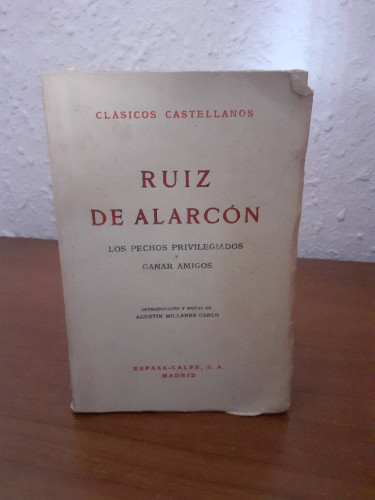 CLÁSICOS CASTELLANOS
RUIZ
DE ALARCÓN
LOS PECHOS PRIVILEGIADOS
Y
GANAR AMIGOS
INTRODUCCIÓN Y NOTAS DE
AGUSTÍN MILLARES CARLO
ESPASA-CALPE, S. A.
MADRID